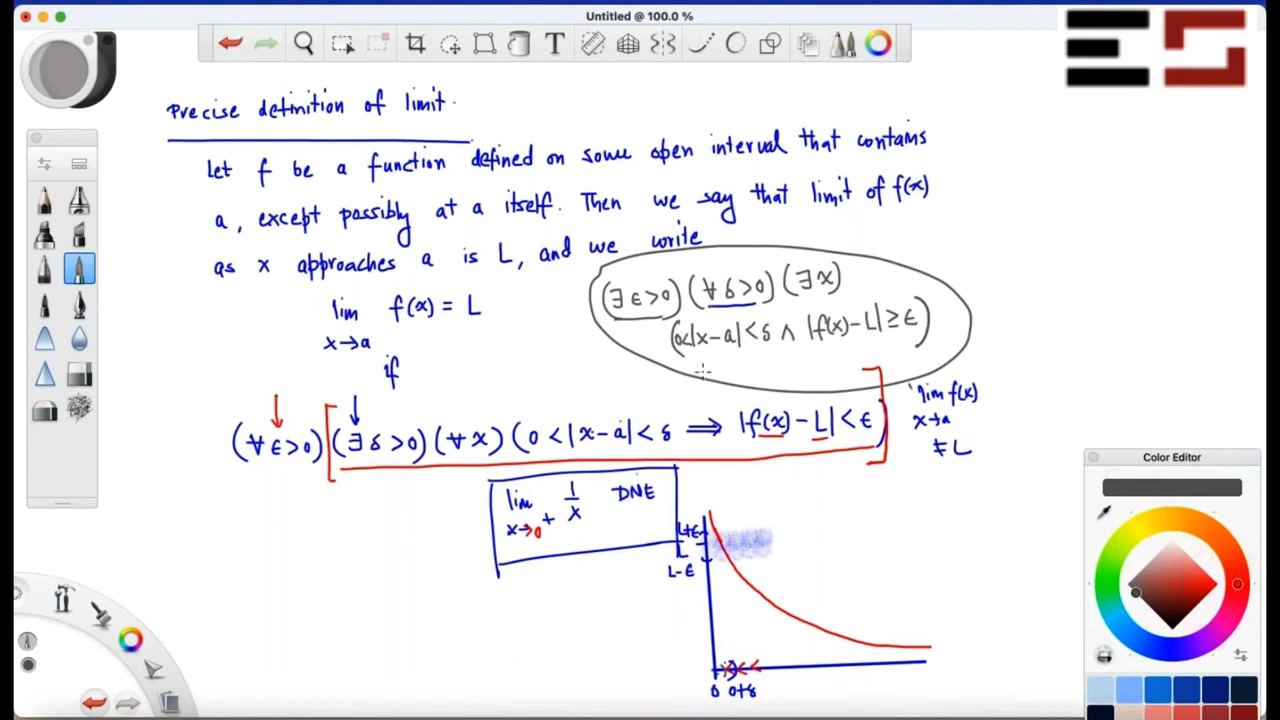 Untitled @ 100.0 %
ES
Precise definition of limit.
Let f be a function defined on some open interval that contains
a, except possibly at a itself. Then we say that limit of f(x)
as x approaches a is L, and we write
lim f(x) = L
x→a
if
(∃ ε>0) (∀ δ>0) (∃ x)
(0<|x-a|<δ ∧ |f(x)-L| ≥ ε)
(∀ ε>0) (∃ δ>0) (∀ x) (0 < |x-a| < δ ⟹ |f(x) - L| < ε)
lim f(x)
x→a
≠ L
lim 1/x DNE
x→0+
L+ε
L
L-ε
0 0+δ
Color Editor